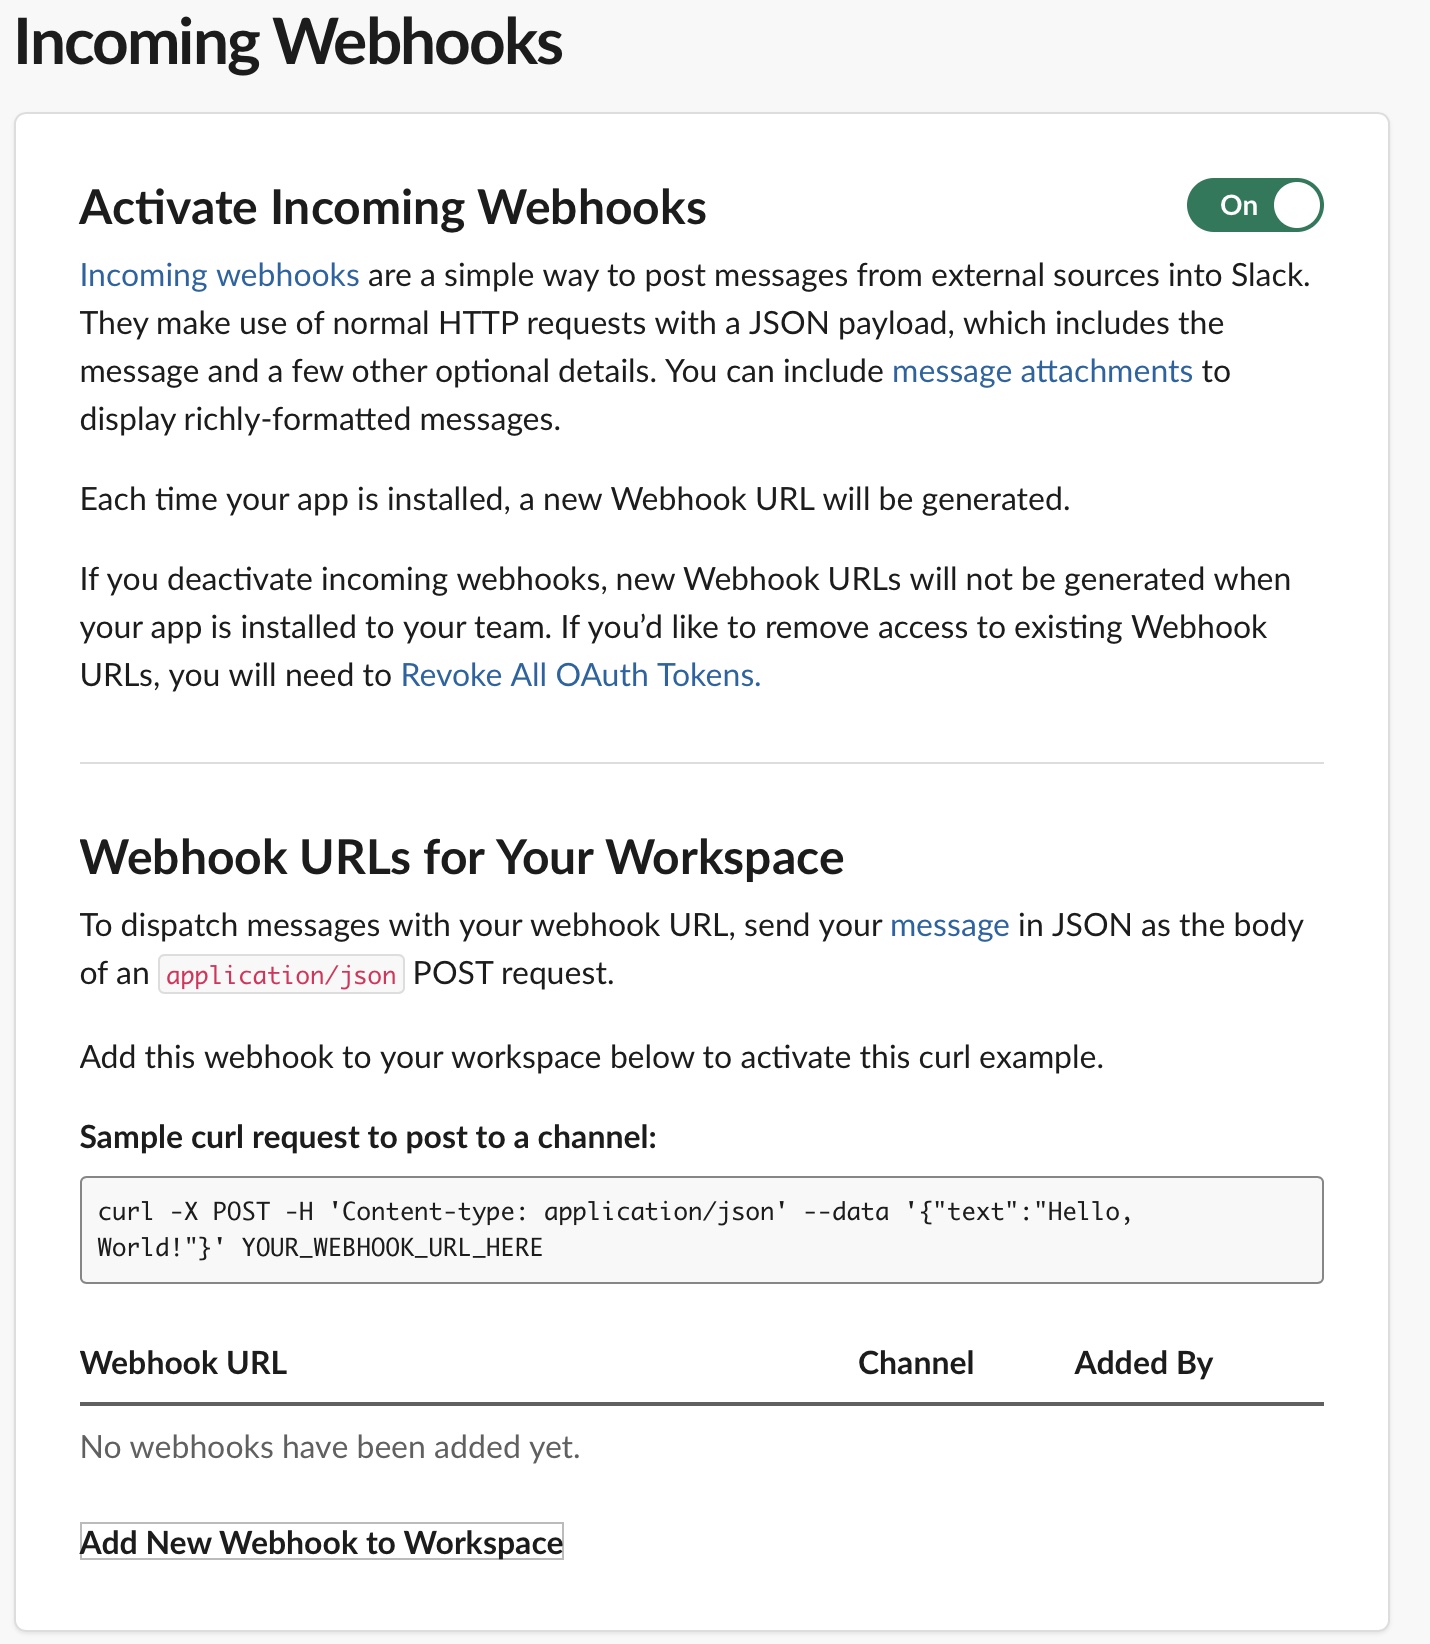 Incoming Webhooks
Activate Incoming Webhooks
On
Incoming webhooks are a simple way to post messages from external sources into Slack.
They make use of normal HTTP requests with a JSON payload, which includes the
message and a few other optional details. You can include message attachments to
display richly-formatted messages.
Each time your app is installed, a new Webhook URL will be generated.
If you deactivate incoming webhooks, new Webhook URLs will not be generated when
your app is installed to your team. If you’d like to remove access to existing Webhook
URLs, you will need to Revoke All OAuth Tokens.
Webhook URLs for Your Workspace
To dispatch messages with your webhook URL, send your message in JSON as the body
of an application/json POST request.
Add this webhook to your workspace below to activate this curl example.
Sample curl request to post to a channel:
curl -X POST -H 'Content-type: application/json' --data '{"text":"Hello,
World!"}' YOUR_WEBHOOK_URL_HERE
Webhook URL Channel Added By
No webhooks have been added yet.
Add New Webhook to Workspace